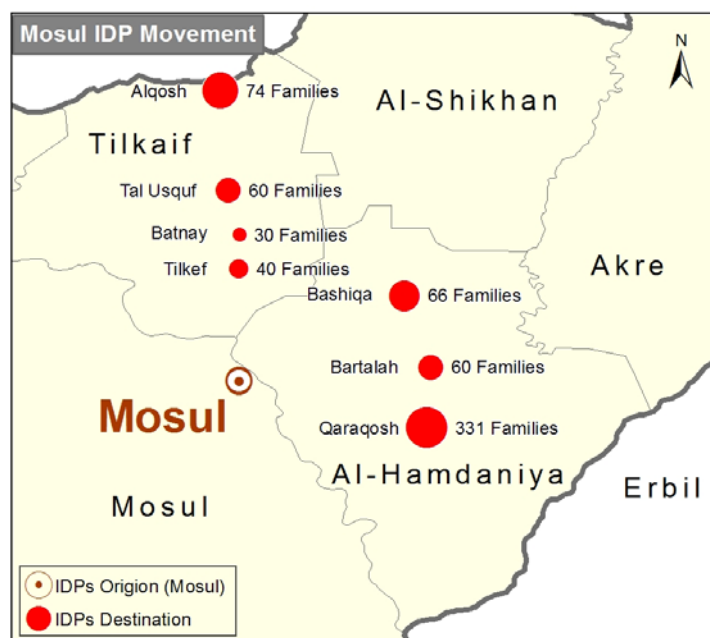 Mosul IDP Movement
N
Alqosh 74 Families
Al-Shikhan
Tilkaif
Tal Usquf 60 Families
Batnay 30 Families
Tilkef 40 Families
Akre
Bashiqa 66 Families
Bartalah 60 Families
Mosul
Qaraqosh 331 Families
Al-Hamdaniya
Erbil
Mosul
IDPs Origion (Mosul)
IDPs Destination